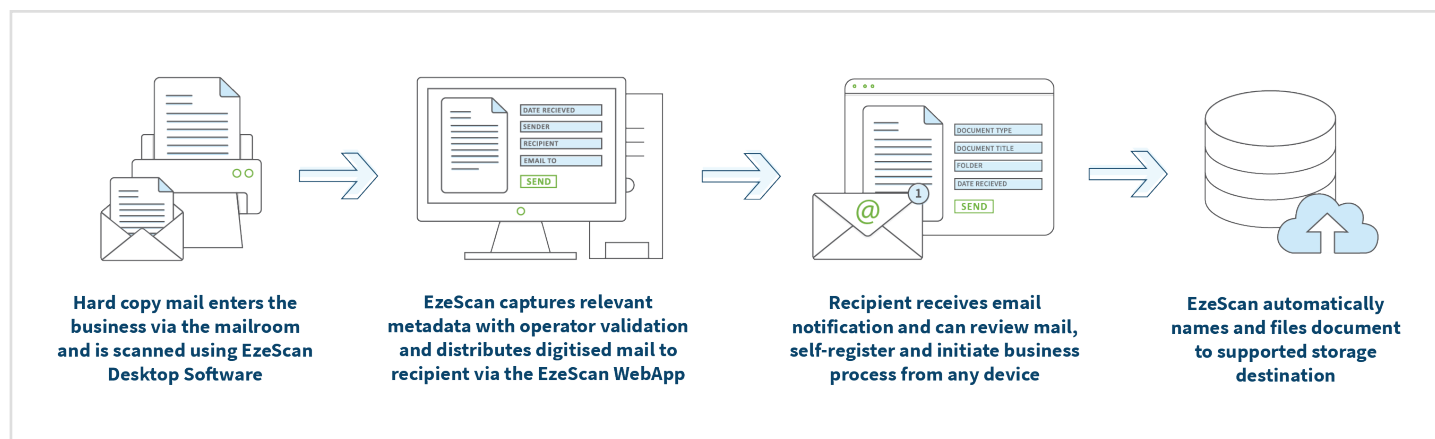 DATE RECIEVED
SENDER
RECIPIENT
EMAIL TO
SEND
@
1
DOCUMENT TYPE
DOCUMENT TITLE
FOLDER
DATE RECIEVED
SEND
Hard copy mail enters the
business via the mailroom
and is scanned using EzeScan
Desktop Software
EzeScan captures relevant
metadata with operator validation
and distributes digitised mail to
recipient via the EzeScan WebApp
Recipient receives email
notification and can review mail,
self-register and initiate business
process from any device
EzeScan automatically
names and files document
to supported storage
destination